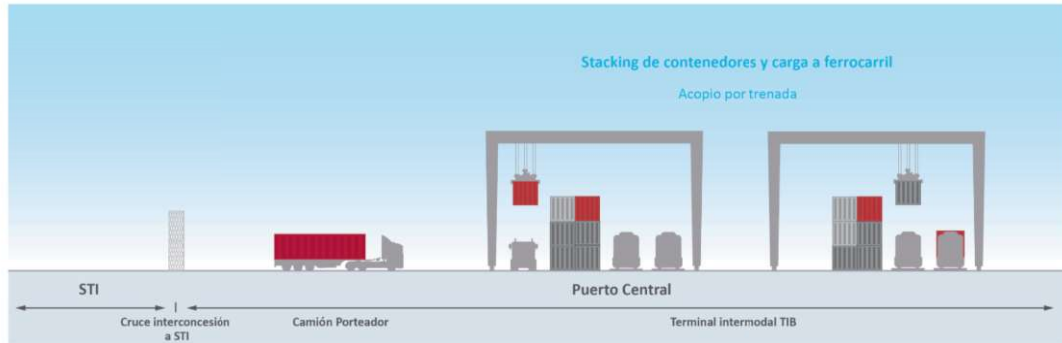 Stacking de contenedores y carga a ferrocarril
Acopio por trenada
STI
Puerto Central
Cruce interconcesión
a STI
Camión Porteador
Terminal intermodal TIB